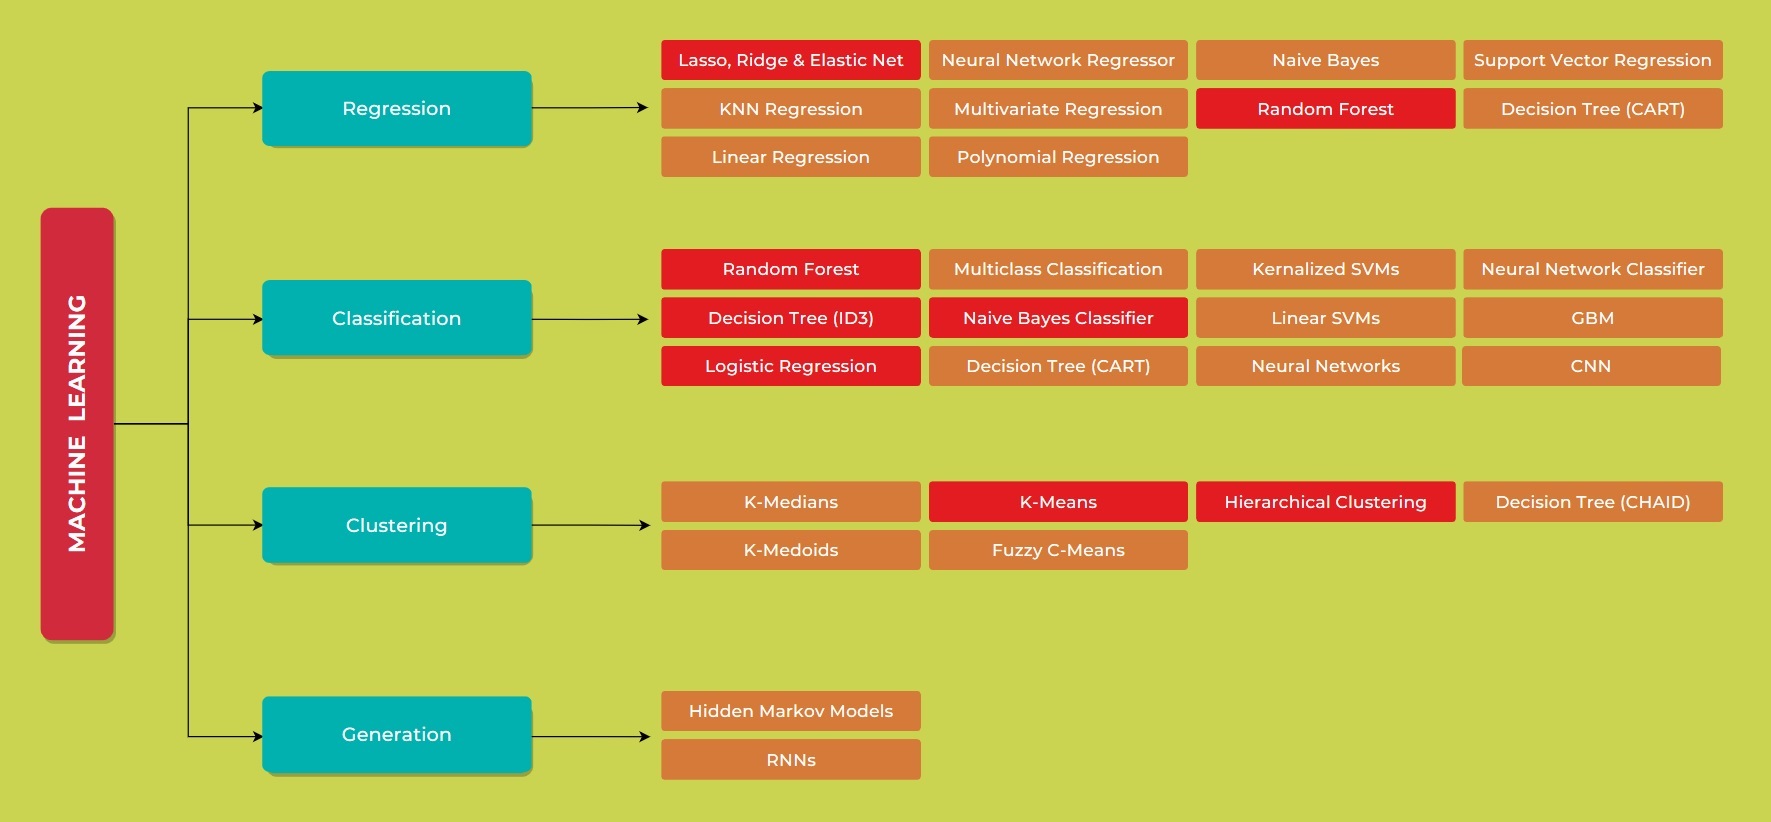 MACHINE LEARNING
Regression
Lasso, Ridge & Elastic Net
Neural Network Regressor
Naive Bayes
Support Vector Regression
KNN Regression
Multivariate Regression
Random Forest
Decision Tree (CART)
Linear Regression
Polynomial Regression
Classification
Random Forest
Multiclass Classification
Kernalized SVMs
Neural Network Classifier
Decision Tree (ID3)
Naive Bayes Classifier
Linear SVMs
GBM
Logistic Regression
Decision Tree (CART)
Neural Networks
CNN
Clustering
K-Medians
K-Means
Hierarchical Clustering
Decision Tree (CHAID)
K-Medoids
Fuzzy C-Means
Generation
Hidden Markov Models
RNNs